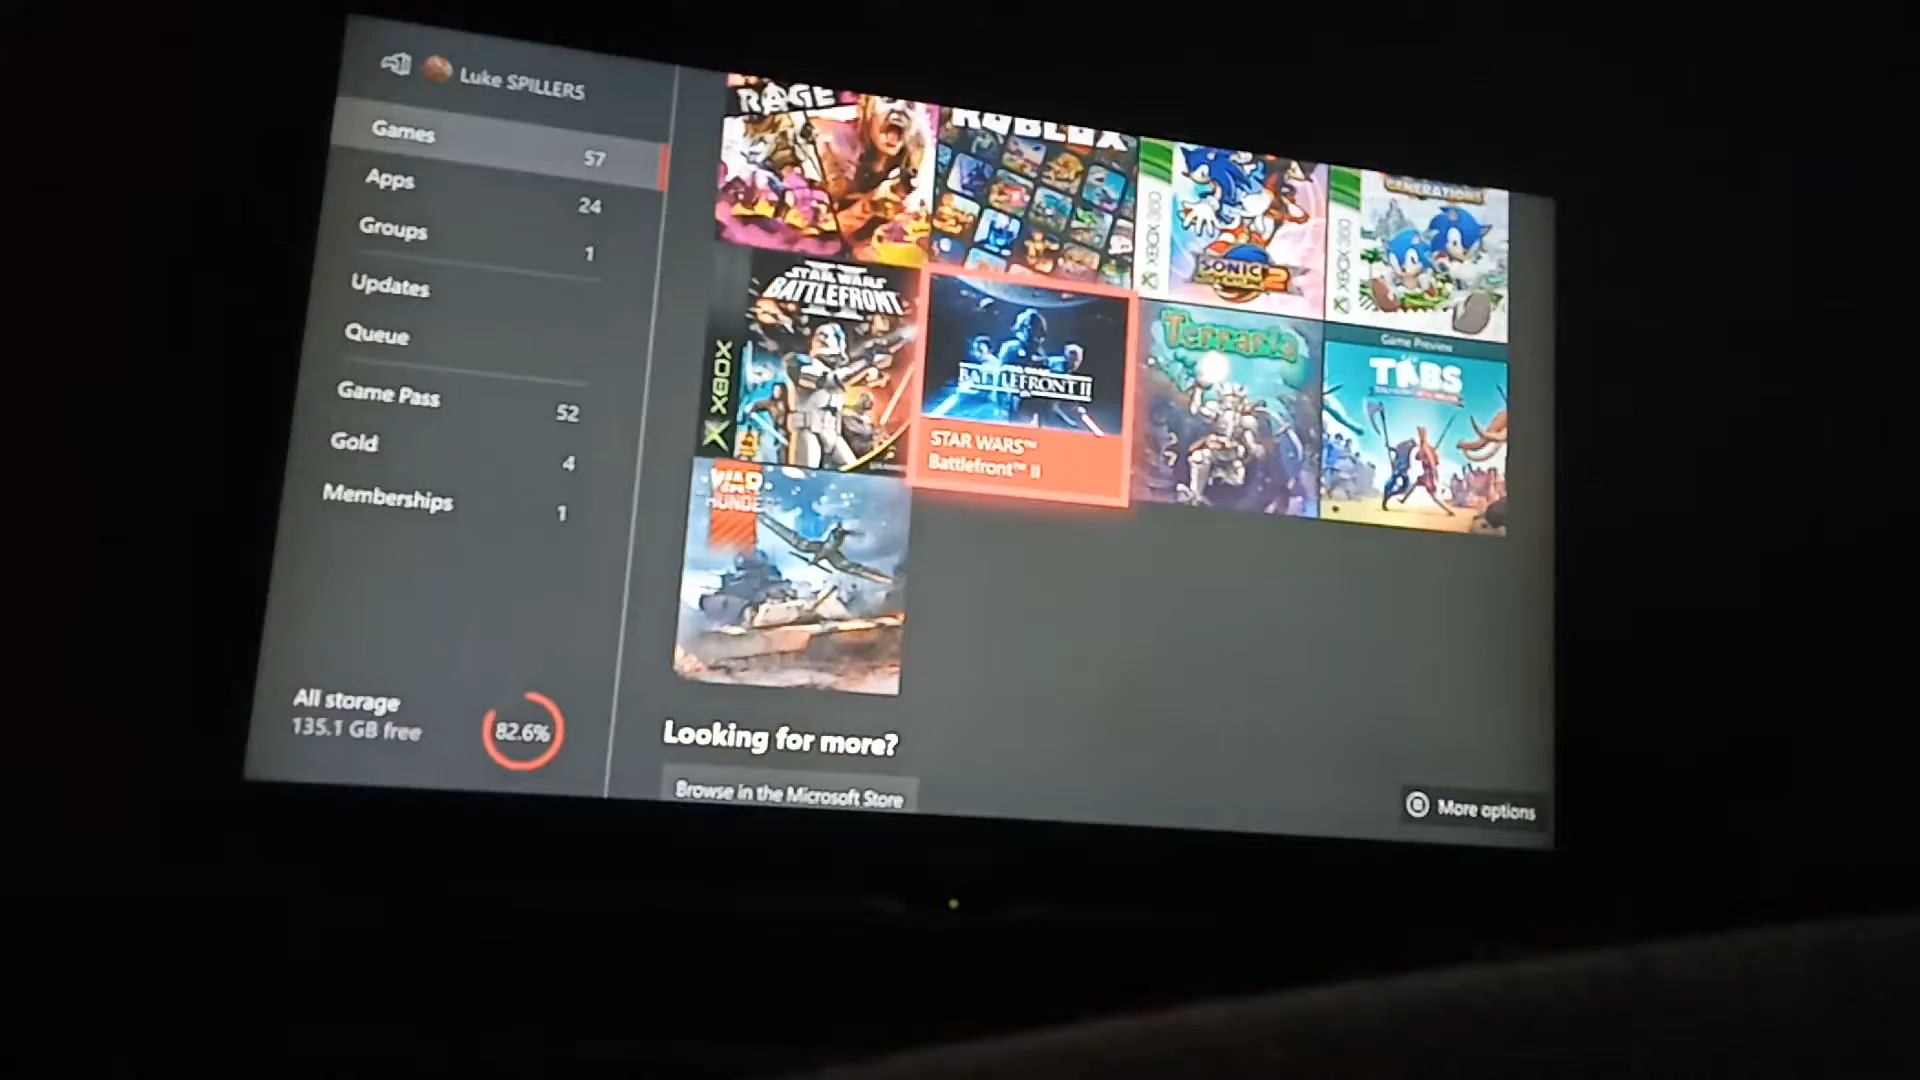 Luke SPILLERS
Games
57
Apps
24
Groups
1
Updates
Queue
Game Pass
52
Gold
4
Memberships
1
All storage
135.1 GB free
82.6%
RAGE
ROBLOX
XBOX 360
SONIC
2
XBOX 360
GENERATIONS
XBOX
STAR WARS
BATTLEFRONT
BATTLEFRONT II
STAR WARS™
Battlefront™ II
Terraria
Game Preview
TABS
WAR
THUNDER
Looking for more?
Browse in the Microsoft Store
More options